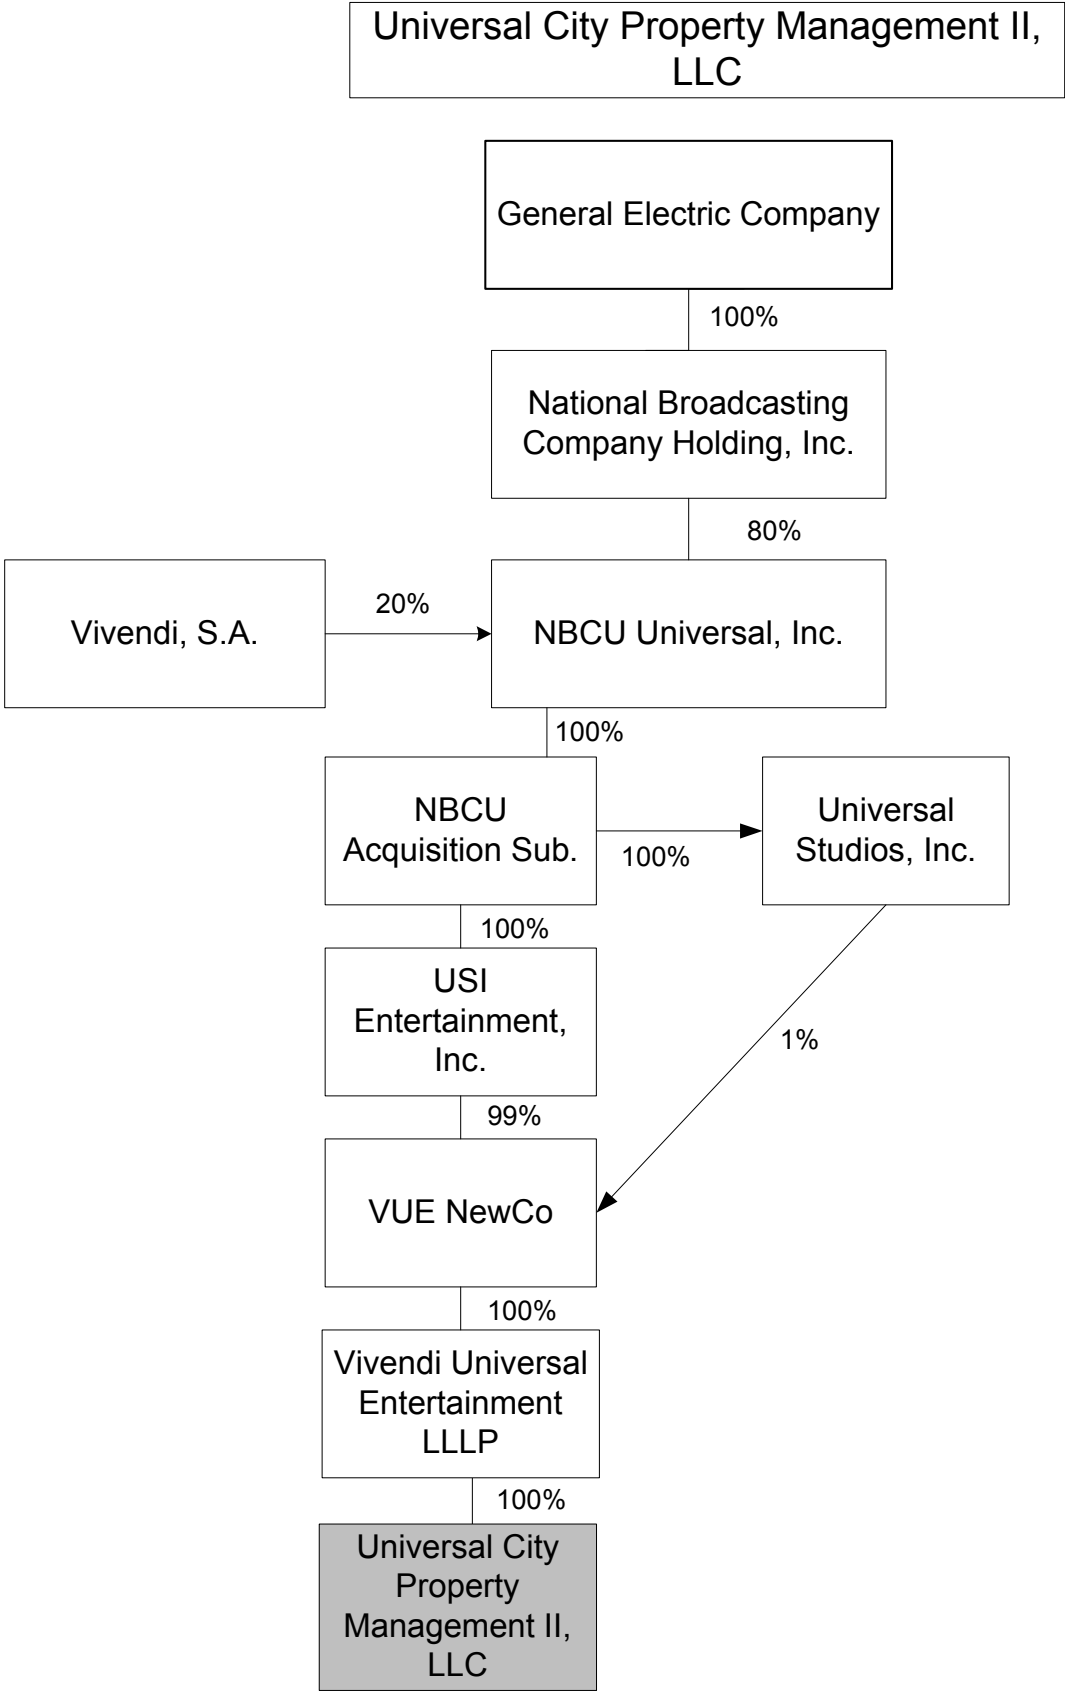 Universal City Property Management II,
LLC
General Electric Company
100%
National Broadcasting
Company Holding, Inc.
80%
Vivendi, S.A.
20%
NBCU Universal, Inc.
100%
NBCU
Acquisition Sub.
100%
Universal
Studios, Inc.
100%
USI
Entertainment,
Inc.
1%
99%
VUE NewCo
100%
Vivendi Universal
Entertainment
LLLP
100%
Universal City
Property
Management II,
LLC